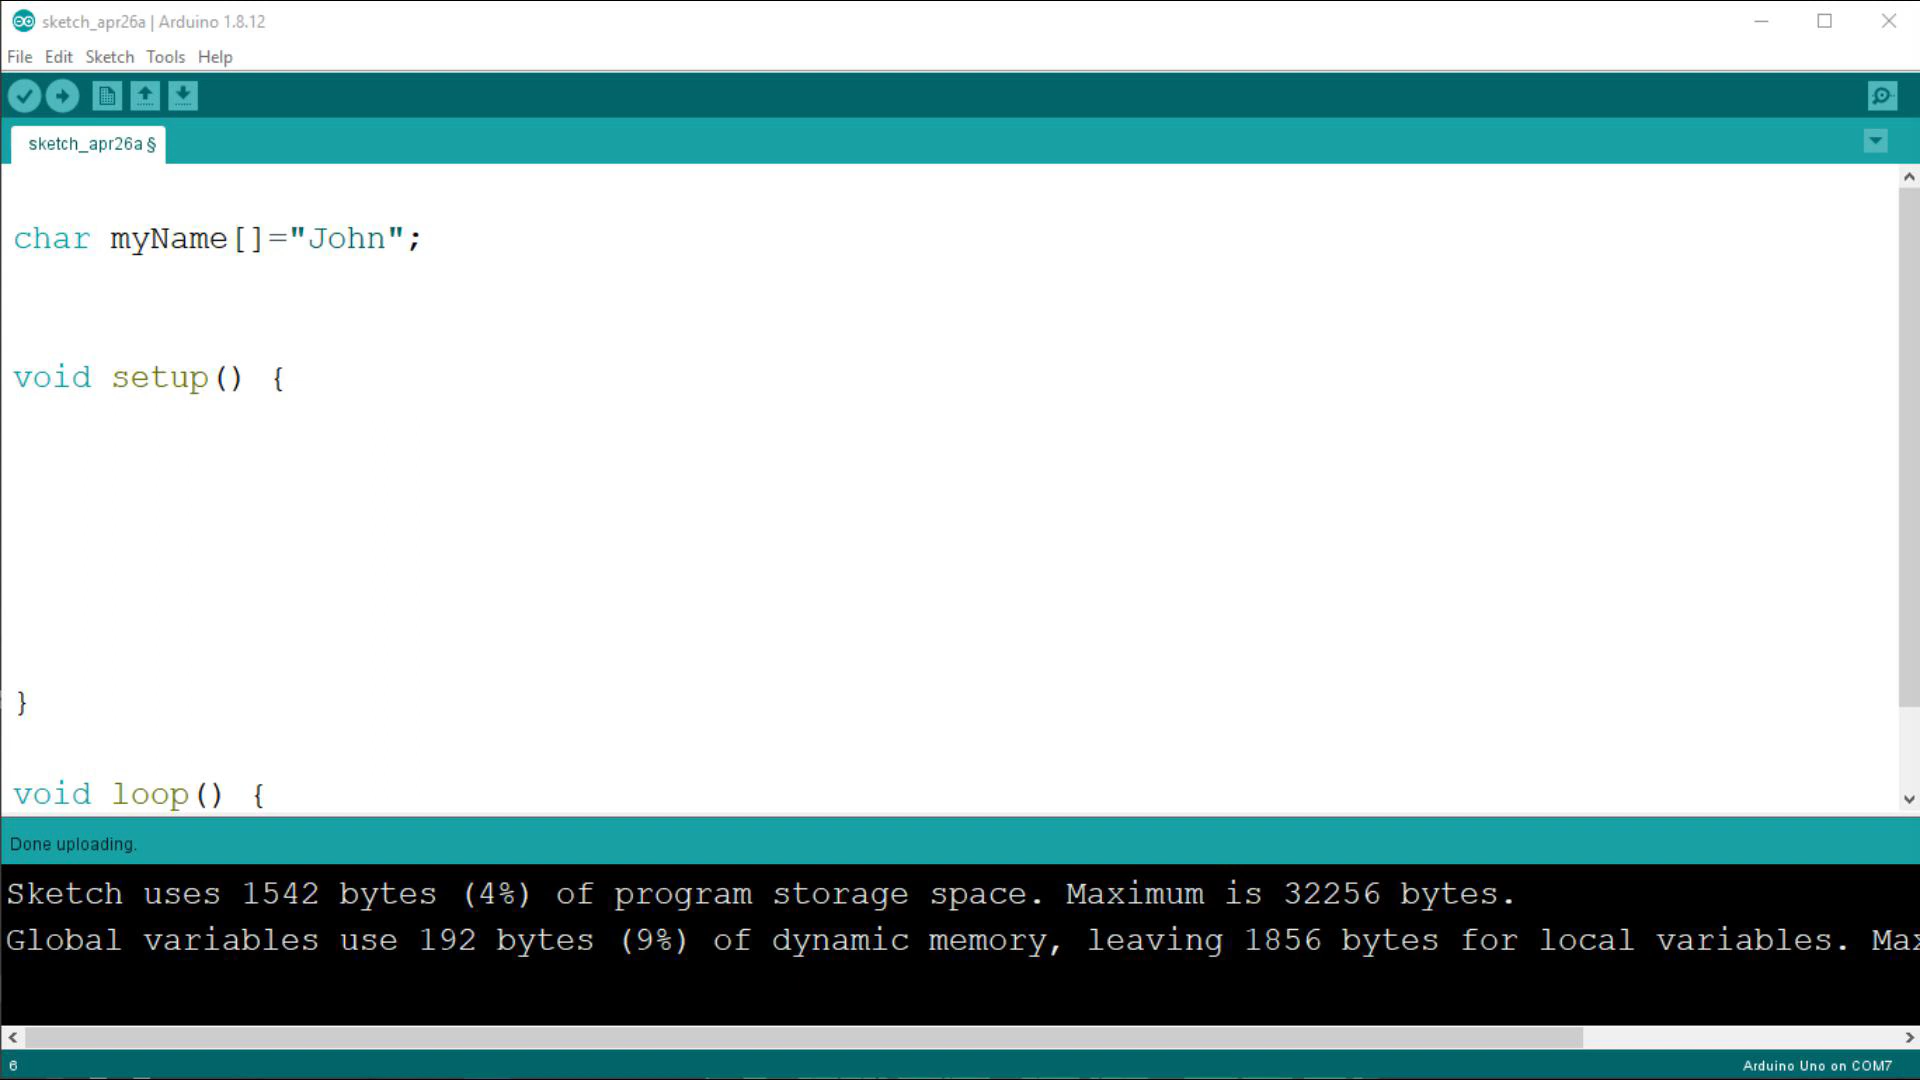 sketch_apr26a | Arduino 1.8.12
File Edit Sketch Tools Help
sketch_apr26a §
char myName[]="John";
void setup() {
}
void loop() {
Done uploading.
Sketch uses 1542 bytes (4%) of program storage space. Maximum is 32256 bytes.
Global variables use 192 bytes (9%) of dynamic memory, leaving 1856 bytes for local variables. Max
6
Arduino Uno on COM7